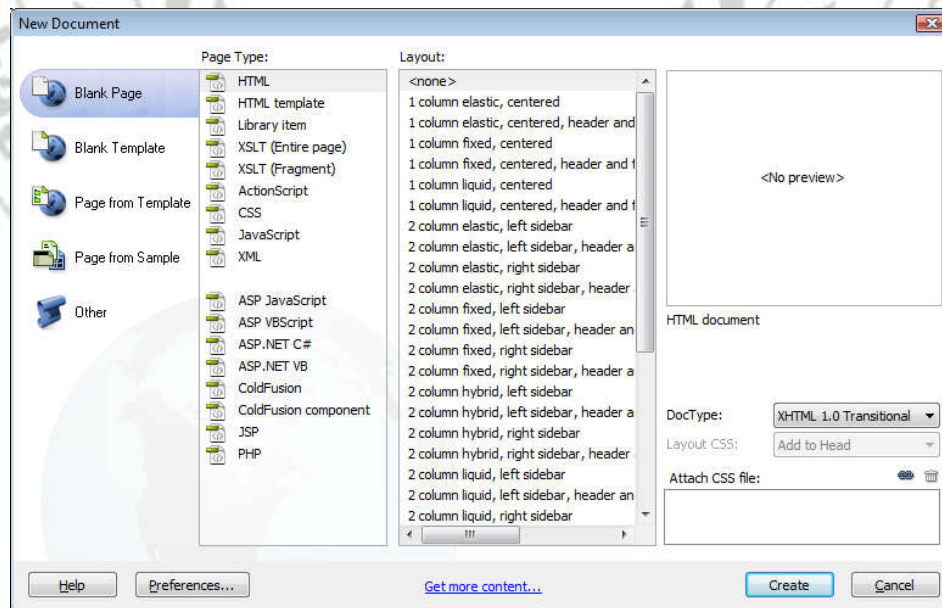 New Document
Blank Page
Blank Template
Page from Template
Page from Sample
Other
Page Type:
HTML
HTML template
Library item
XSLT (Entire page)
XSLT (Fragment)
ActionScript
CSS
JavaScript
XML
ASP JavaScript
ASP VBScript
ASP.NET C#
ASP.NET VB
ColdFusion
ColdFusion component
JSP
PHP
Layout:
<none>
1 column elastic, centered
1 column elastic, centered, header and
1 column fixed, centered
1 column fixed, centered, header and f
1 column liquid, centered
1 column liquid, centered, header and f
2 column elastic, left sidebar
2 column elastic, left sidebar, header a
2 column elastic, right sidebar
2 column elastic, right sidebar, header
2 column fixed, left sidebar
2 column fixed, left sidebar, header an
2 column fixed, right sidebar
2 column fixed, right sidebar, header a
2 column hybrid, left sidebar
2 column hybrid, left sidebar, header a
2 column hybrid, right sidebar
2 column hybrid, right sidebar, header
2 column liquid, left sidebar
2 column liquid, left sidebar, header an
2 column liquid, right sidebar
<No preview>
HTML document
DocType: XHTML 1.0 Transitional
Layout CSS: Add to Head
Attach CSS file:
Help Preferences... Get more content... Create Cancel